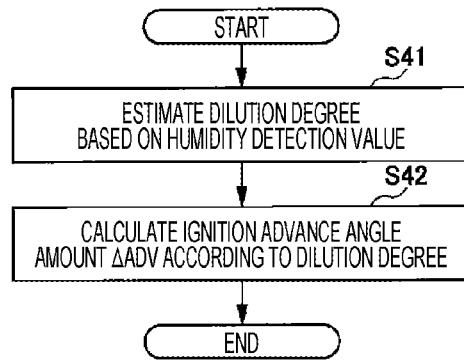 START
S41
ESTIMATE DILUTION DEGREE
BASED ON HUMIDITY DETECTION VALUE
S42
CALCULATE IGNITION ADVANCE ANGLE
AMOUNT ΔADV ACCORDING TO DILUTION DEGREE
END